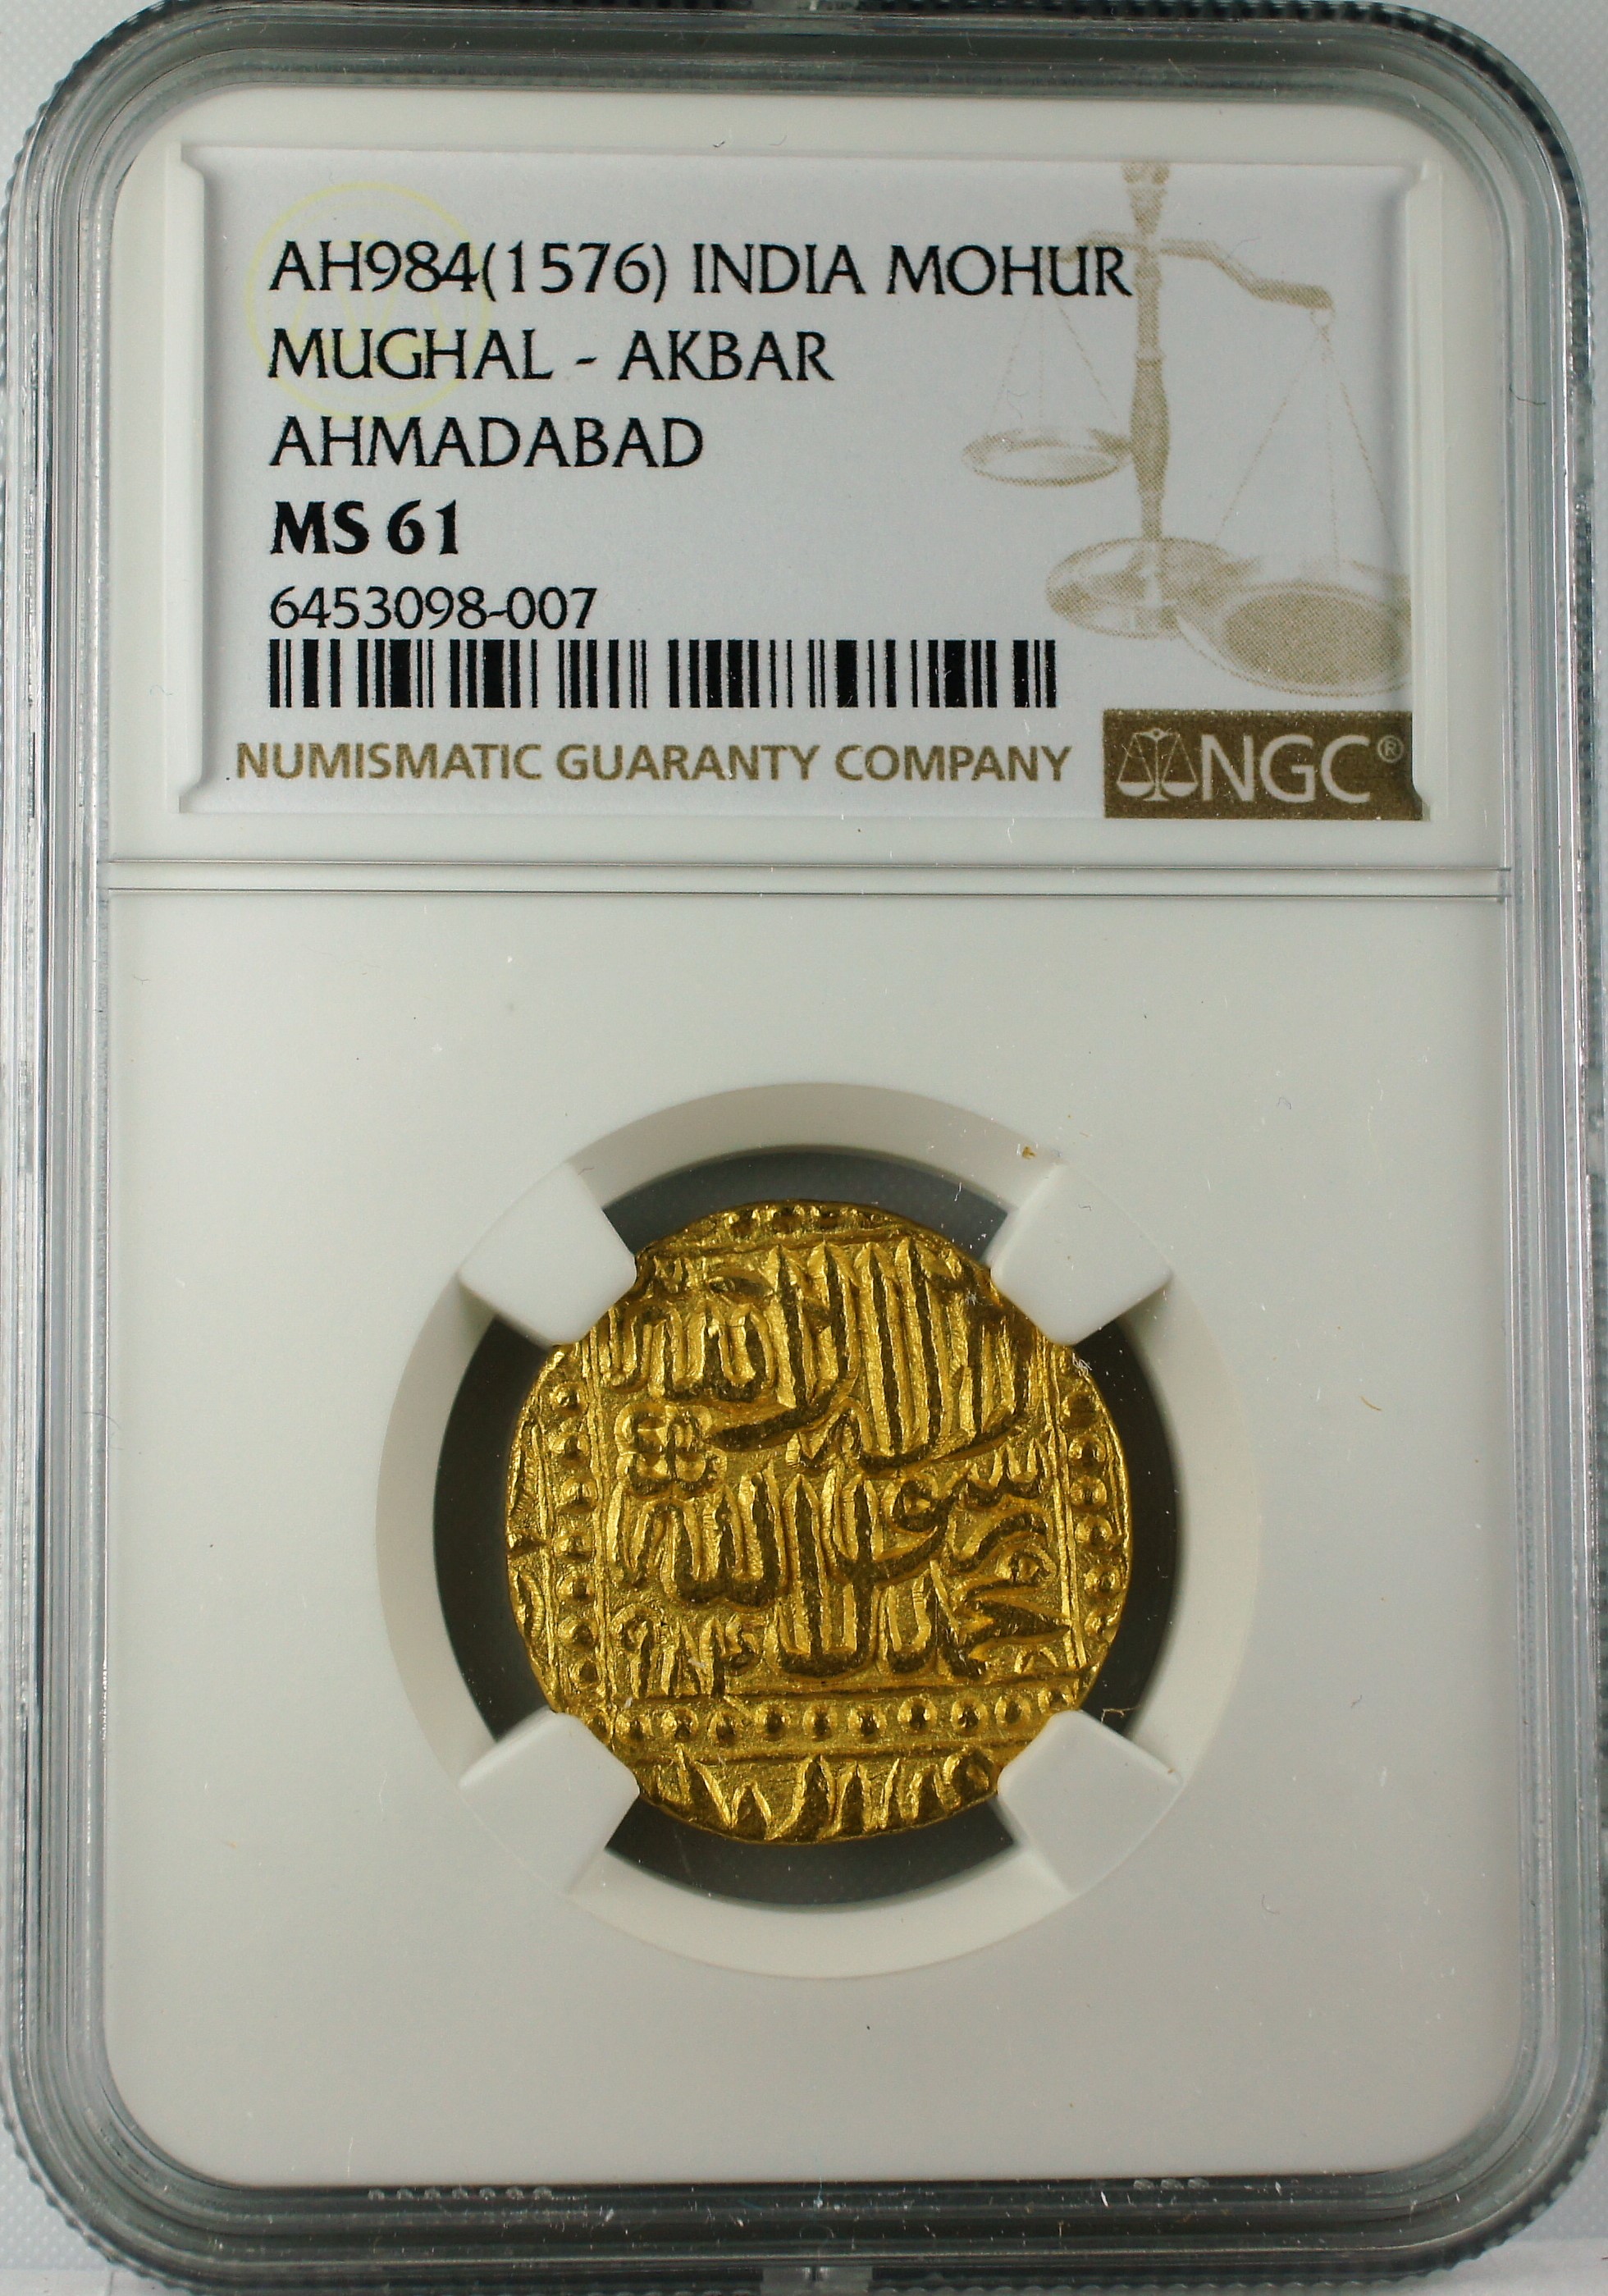 AH984(1576) INDIA MOHUR
MUGHAL - AKBAR
AHMADABAD
MS 61
6453098-007
NUMISMATIC GUARANTY COMPANY NGC®
لا اله الا الله
محمد رسول الله
٩٨٤